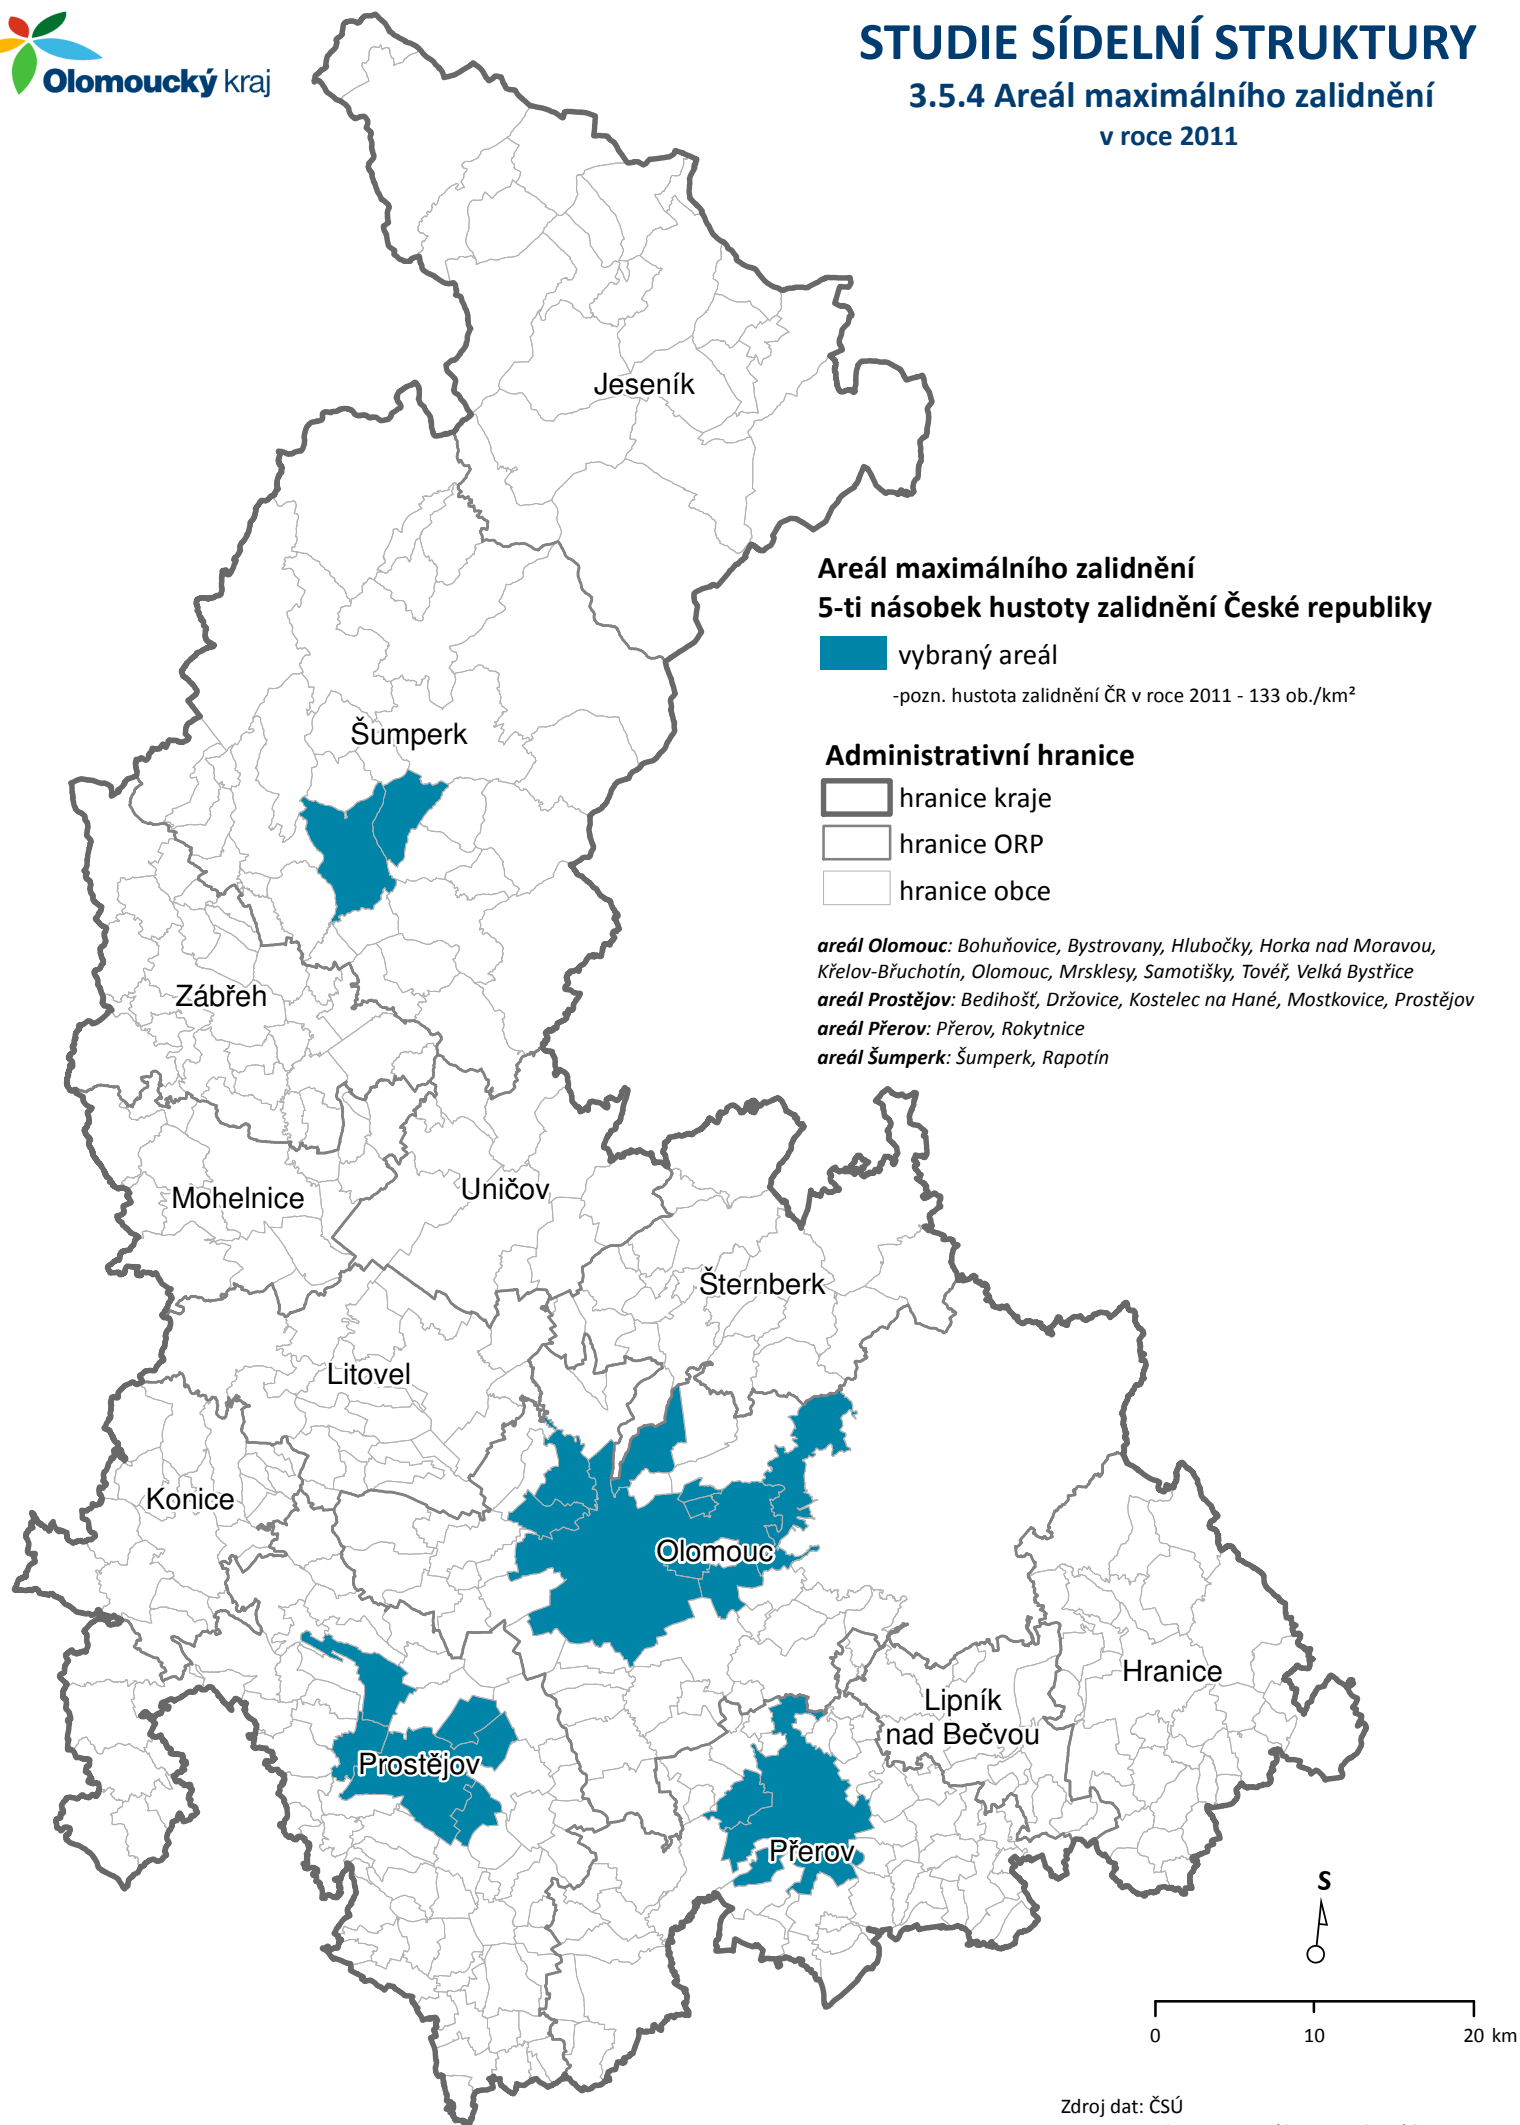 Olomoucký kraj
STUDIE SÍDELNÍ STRUKTURY
3.5.4 Areál maximálního zalidnění
v roce 2011
Jeseník
Areál maximálního zalidnění
5-ti násobek hustoty zalidnění České republiky
vybraný areál
-pozn. hustota zalidnění ČR v roce 2011 - 133 ob./km²
Šumperk
Administrativní hranice
hranice kraje
hranice ORP
hranice obce
areál Olomouc: Bohuňovice, Bystrovany, Hlubočky, Horka nad Moravou,
Křelov-Břuchotín, Olomouc, Mrsklesy, Samotišky, Tovéř, Velká Bystřice
areál Prostějov: Bedihošť, Držovice, Kostelec na Hané, Mostkovice, Prostějov
areál Přerov: Přerov, Rokytnice
areál Šumperk: Šumperk, Rapotín
Zábřeh
Mohelnice
Uničov
Šternberk
Litovel
Konice
Olomouc
Hranice
Lipník
nad Bečvou
Prostějov
Přerov
S
0 10 20 km
Zdroj dat: ČSÚ